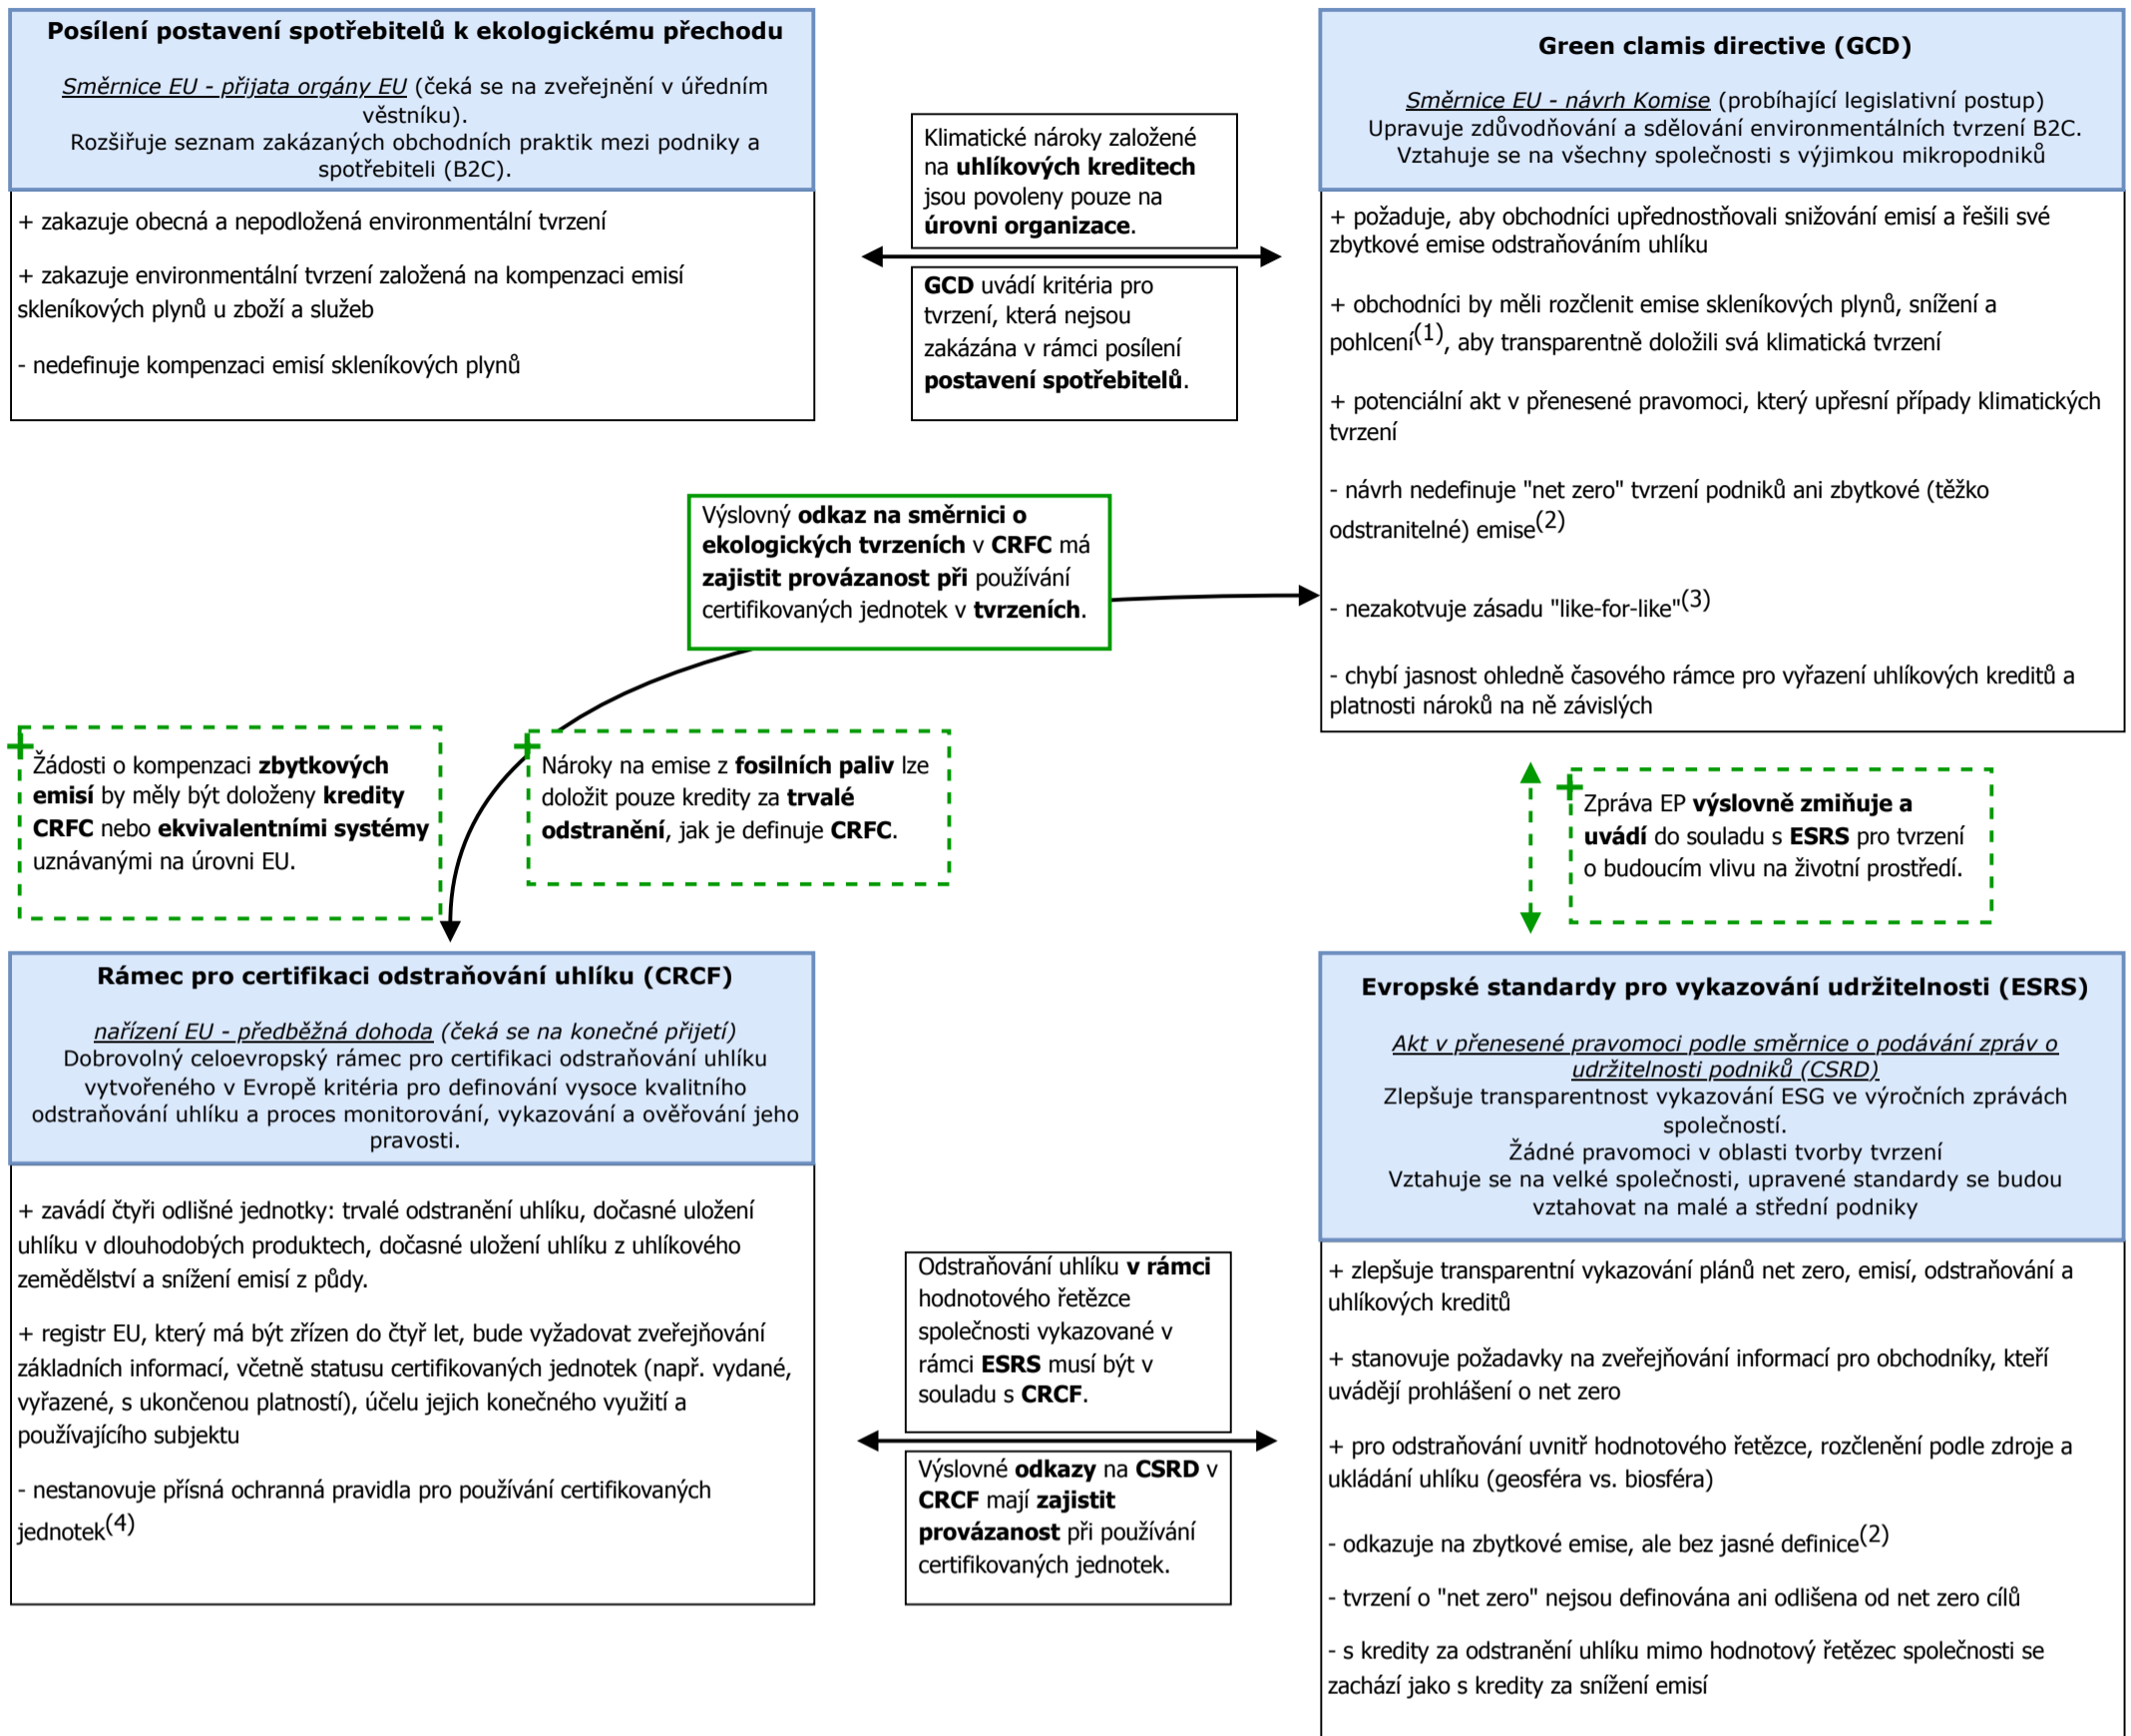 Posílení postavení spotřebitelů k ekologickému přechodu
Směrnice EU - přijata orgány EU (čeká se na zveřejnění v úředním
věstníku).
Rozšiřuje seznam zakázaných obchodních praktik mezi podniky a
spotřebiteli (B2C).
+ zakazuje obecná a nepodložená environmentální tvrzení
+ zakazuje environmentální tvrzení založená na kompenzaci emisí
skleníkových plynů u zboží a služeb
- nedefinuje kompenzaci emisí skleníkových plynů
Klimatické nároky založené
na uhlíkových kreditech
jsou povoleny pouze na
úrovni organizace.
GCD uvádí kritéria pro
tvrzení, která nejsou
zakázána v rámci posílení
postavení spotřebitelů.
Green clamis directive (GCD)
Směrnice EU - návrh Komise (probíhající legislativní postup)
Upravuje zdůvodňování a sdělování environmentálních tvrzení B2C.
Vztahuje se na všechny společnosti s výjimkou mikropodniků
+ požaduje, aby obchodníci upřednostňovali snižování emisí a řešili své
zbytkové emise odstraňováním uhlíku
+ obchodníci by měli rozčlenit emise skleníkových plynů, snížení a
pohlcení(1), aby transparentně doložili svá klimatická tvrzení
+ potenciální akt v přenesené pravomoci, který upřesní případy klimatických
tvrzení
- návrh nedefinuje "net zero" tvrzení podniků ani zbytkové (těžko
odstranitelné) emise(2)
- nezakotvuje zásadu "like-for-like"(3)
- chybí jasnost ohledně časového rámce pro vyřazení uhlíkových kreditů a
platnosti nároků na ně závislých
Výslovný odkaz na směrnici o
ekologických tvrzeních v CRFC má
zajistit provázanost při používání
certifikovaných jednotek v tvrzeních.
Žádosti o kompenzaci zbytkových
emisí by měly být doloženy kredity
CRFC nebo ekvivalentními systémy
uznávanými na úrovni EU.
Nároky na emise z fosilních paliv lze
doložit pouze kredity za trvalé
odstranění, jak je definuje CRFC.
Zpráva EP výslovně zmiňuje a
uvádí do souladu s ESRS pro tvrzení
o budoucím vlivu na životní prostředí.
Rámec pro certifikaci odstraňování uhlíku (CRCF)
nařízení EU - předběžná dohoda (čeká se na konečné přijetí)
Dobrovolný celoevropský rámec pro certifikaci odstraňování uhlíku
vytvořeného v Evropě kritéria pro definování vysoce kvalitního
odstraňování uhlíku a proces monitorování, vykazování a ověřování jeho
pravosti.
+ zavádí čtyři odlišné jednotky: trvalé odstranění uhlíku, dočasné uložení
uhlíku v dlouhodobých produktech, dočasné uložení uhlíku z uhlíkového
zemědělství a snížení emisí z půdy.
+ registr EU, který má být zřízen do čtyř let, bude vyžadovat zveřejňování
základních informací, včetně statusu certifikovaných jednotek (např. vydané,
vyřazené, s ukončenou platností), účelu jejich konečného využití a
používajícího subjektu
- nestanovuje přísná ochranná pravidla pro používání certifikovaných
jednotek(4)
Odstraňování uhlíku v rámci
hodnotového řetězce
společnosti vykazované v
rámci ESRS musí být v
souladu s CRCF.
Výslovné odkazy na CSRD v
CRCF mají zajistit
provázanost při používání
certifikovaných jednotek.
Evropské standardy pro vykazování udržitelnosti (ESRS)
Akt v přenesené pravomoci podle směrnice o podávání zpráv o
udržitelnosti podniků (CSRD)
Zlepšuje transparentnost vykazování ESG ve výročních zprávách
společností.
Žádné pravomoci v oblasti tvorby tvrzení
Vztahuje se na velké společnosti, upravené standardy se budou
vztahovat na malé a střední podniky
+ zlepšuje transparentní vykazování plánů net zero, emisí, odstraňování a
uhlíkových kreditů
+ stanovuje požadavky na zveřejňování informací pro obchodníky, kteří
uvádějí prohlášení o net zero
+ pro odstraňování uvnitř hodnotového řetězce, rozčlenění podle zdroje a
ukládání uhlíku (geosféra vs. biosféra)
- odkazuje na zbytkové emise, ale bez jasné definice(2)
- tvrzení o "net zero" nejsou definována ani odlišena od net zero cílů
- s kredity za odstranění uhlíku mimo hodnotový řetězec společnosti se
zachází jako s kredity za snížení emisí